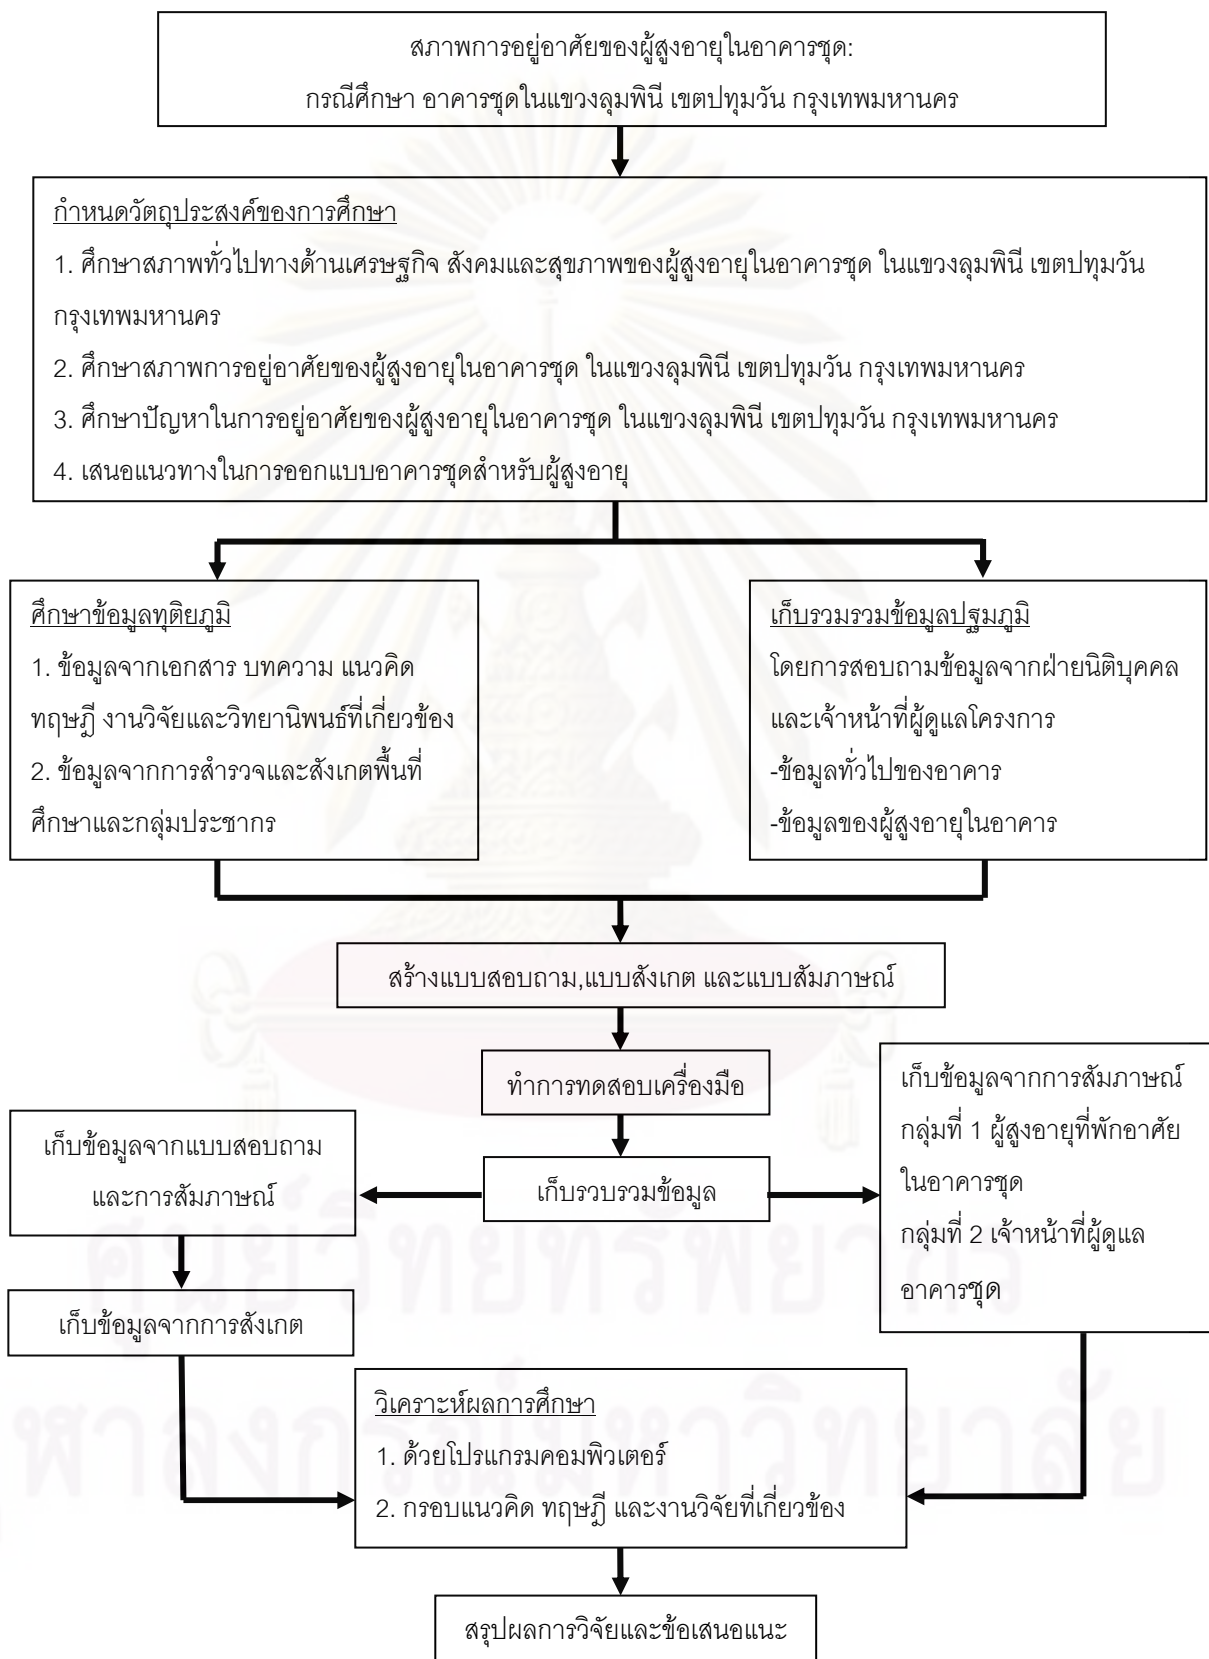 สภาพการอยู่อาศัยของผู้สูงอายุในอาคารชุด:
กรณีศึกษา อาคารชุดในแขวงลุมพินี เขตปทุมวัน กรุงเทพมหานคร
กำหนดวัตถุประสงค์ของการศึกษา
1. ศึกษาสภาพทั่วไปทางด้านเศรษฐกิจ สังคมและสุขภาพของผู้สูงอายุในอาคารชุด ในแขวงลุมพินี เขตปทุมวัน
กรุงเทพมหานคร
2. ศึกษาสภาพการอยู่อาศัยของผู้สูงอายุในอาคารชุด ในแขวงลุมพินี เขตปทุมวัน กรุงเทพมหานคร
3. ศึกษาปัญหาในการอยู่อาศัยของผู้สูงอายุในอาคารชุด ในแขวงลุมพินี เขตปทุมวัน กรุงเทพมหานคร
4. เสนอแนวทางในการออกแบบอาคารชุดสำหรับผู้สูงอายุ
ศึกษาข้อมูลทุติยภูมิ
1. ข้อมูลจากเอกสาร บทความ แนวคิด
ทฤษฎี งานวิจัยและวิทยานิพนธ์ที่เกี่ยวข้อง
2. ข้อมูลจากการสำรวจและสังเกตพื้นที่
ศึกษาและกลุ่มประชากร
เก็บรวมรวมข้อมูลปฐมภูมิ
โดยการสอบถามข้อมูลจากฝ่ายนิติบุคคล
และเจ้าหน้าที่ผู้ดูแลโครงการ
-ข้อมูลทั่วไปของอาคาร
-ข้อมูลของผู้สูงอายุในอาคาร
สร้างแบบสอบถาม,แบบสังเกต และแบบสัมภาษณ์
ทำการทดสอบเครื่องมือ
เก็บรวบรวมข้อมูล
เก็บข้อมูลจากแบบสอบถาม
และการสัมภาษณ์
เก็บข้อมูลจากการสังเกต
เก็บข้อมูลจากการสัมภาษณ์
กลุ่มที่ 1 ผู้สูงอายุที่พักอาศัย
ในอาคารชุด
กลุ่มที่ 2 เจ้าหน้าที่ผู้ดูแล
อาคารชุด
วิเคราะห์ผลการศึกษา
1. ด้วยโปรแกรมคอมพิวเตอร์
2. กรอบแนวคิด ทฤษฎี และงานวิจัยที่เกี่ยวข้อง
สรุปผลการวิจัยและข้อเสนอแนะ
ศูนย์วิทยทรัพยากร
ฬาลงกรณ์มหาวิทยาลัย